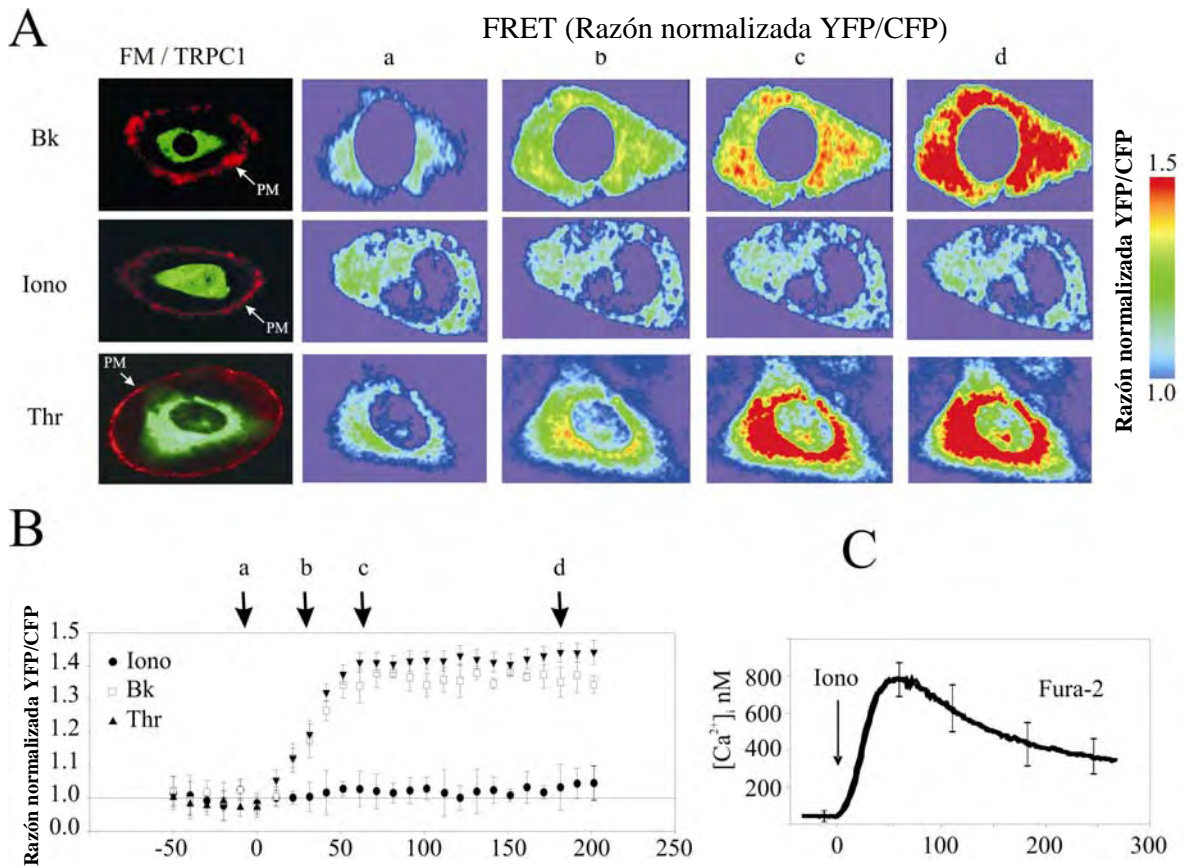 A
FRET (Razón normalizada YFP/CFP)
FM / TRPC1
a
b
c
d
Bk
PM
Iono
PM
Thr
PM
1.5
Razón normalizada YFP/CFP
1.0
B
a
b
c
d
Razón normalizada YFP/CFP
1.5
1.4
1.3
1.2
1.1
1.0
0.0
Iono
Bk
Thr
-50
0
50
100
150
200
250
C
[Ca²⁺]i nM
800
600
400
200
Iono
Fura-2
0
100
200
300